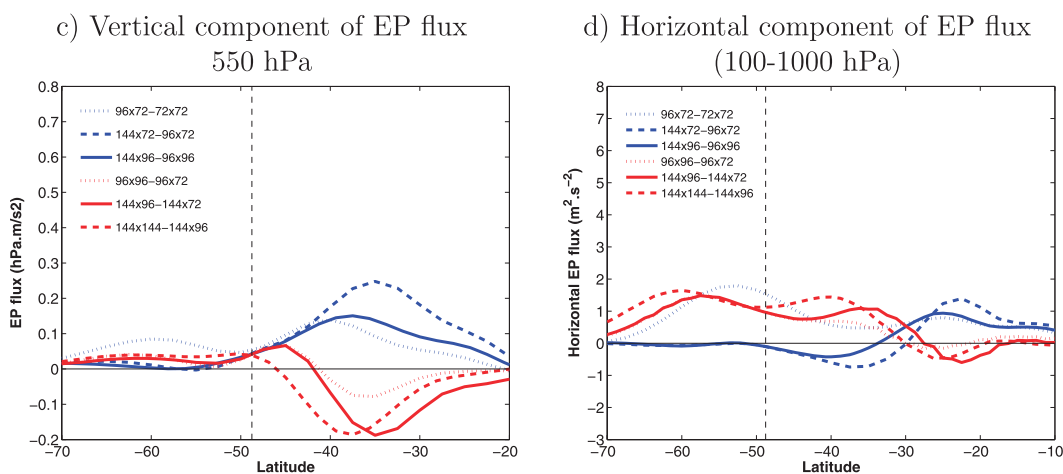 c) Vertical component of EP flux
550 hPa
0.8
0.7
0.6
0.5
0.4
0.3
0.2
0.1
0
−0.1
−0.2
EP flux (hPa.m/s2)
96x72−72x72
144x72−96x72
144x96−96x96
96x96−96x72
144x96−144x72
144x144−144x96
−70 −60 −50 −40 −30 −20
Latitude
d) Horizontal component of EP flux
(100-1000 hPa)
8
7
6
5
4
3
2
1
0
−1
−2
−3
Horizontal EP flux (m².s⁻²)
96x72−72x72
144x72−96x72
144x96−96x96
96x96−96x72
144x96−144x72
144x144−144x96
−70 −60 −50 −40 −30 −20 −10
Latitude